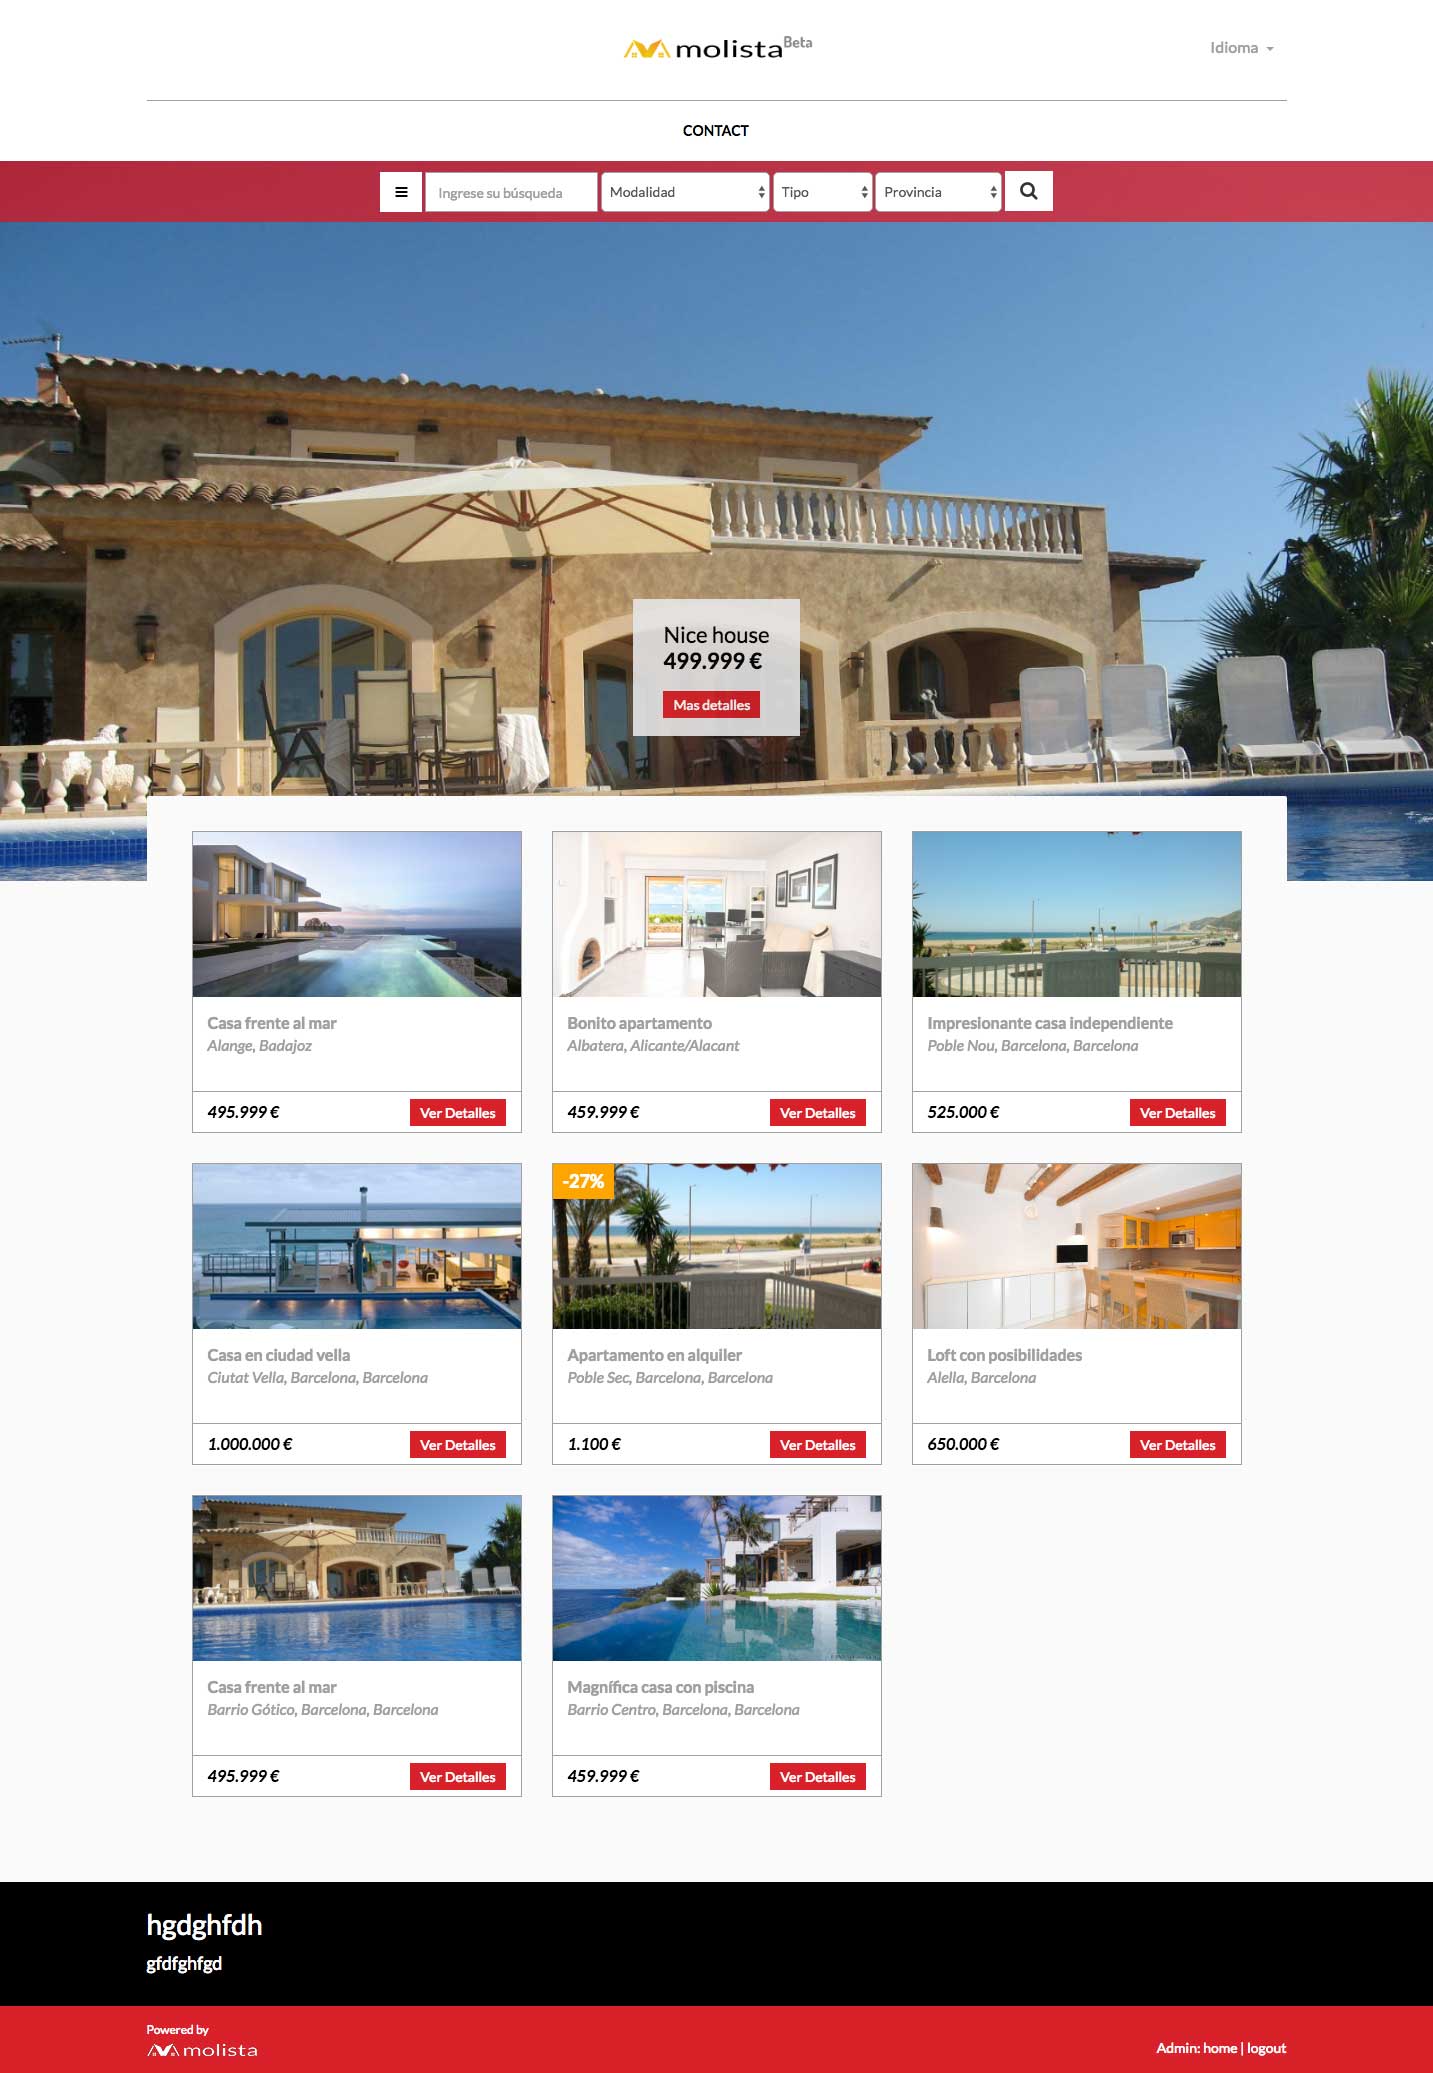 molista Beta
Idioma
CONTACT
Ingrese su búsqueda
Modalidad
Tipo
Provincia
Nice house
499.999 €
Mas detalles
Casa frente al mar
Alange, Badajoz
495.999 €
Ver Detalles
Bonito apartamento
Albatera, Alicante/Alacant
459.999 €
Ver Detalles
Impresionante casa independiente
Poble Nou, Barcelona, Barcelona
525.000 €
Ver Detalles
Casa en ciudad vella
Ciutat Vella, Barcelona, Barcelona
1.000.000 €
Ver Detalles
-27%
Apartamento en alquiler
Poble Sec, Barcelona, Barcelona
1.100 €
Ver Detalles
Loft con posibilidades
Alella, Barcelona
650.000 €
Ver Detalles
Casa frente al mar
Barrio Gótico, Barcelona, Barcelona
495.999 €
Ver Detalles
Magnífica casa con piscina
Barrio Centro, Barcelona, Barcelona
459.999 €
Ver Detalles
hgdghfdh
gfdfghfgd
Powered by
molista
Admin: home | logout